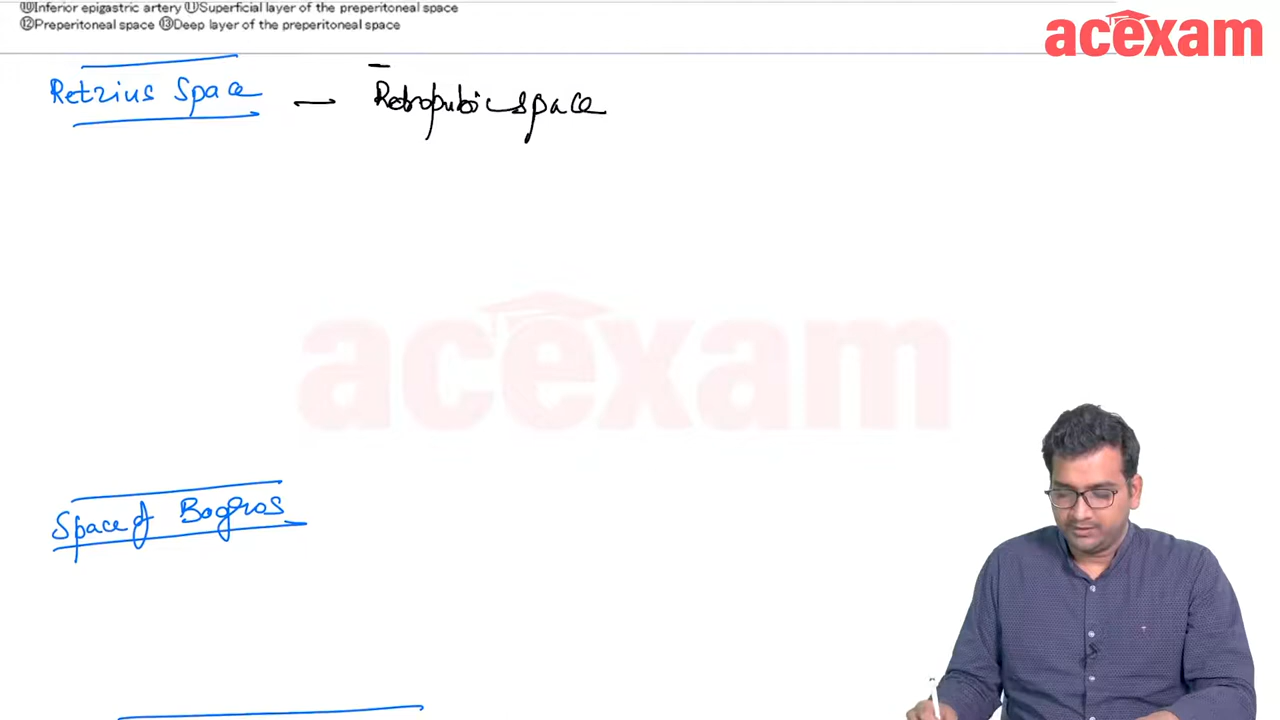 ⑩Inferior epigastric artery ⑪Superficial layer of the preperitoneal space
⑫Preperitoneal space ⑬Deep layer of the preperitoneal space
acexam
Retzius Space — Retropubic space
acexam
Space of Bogros